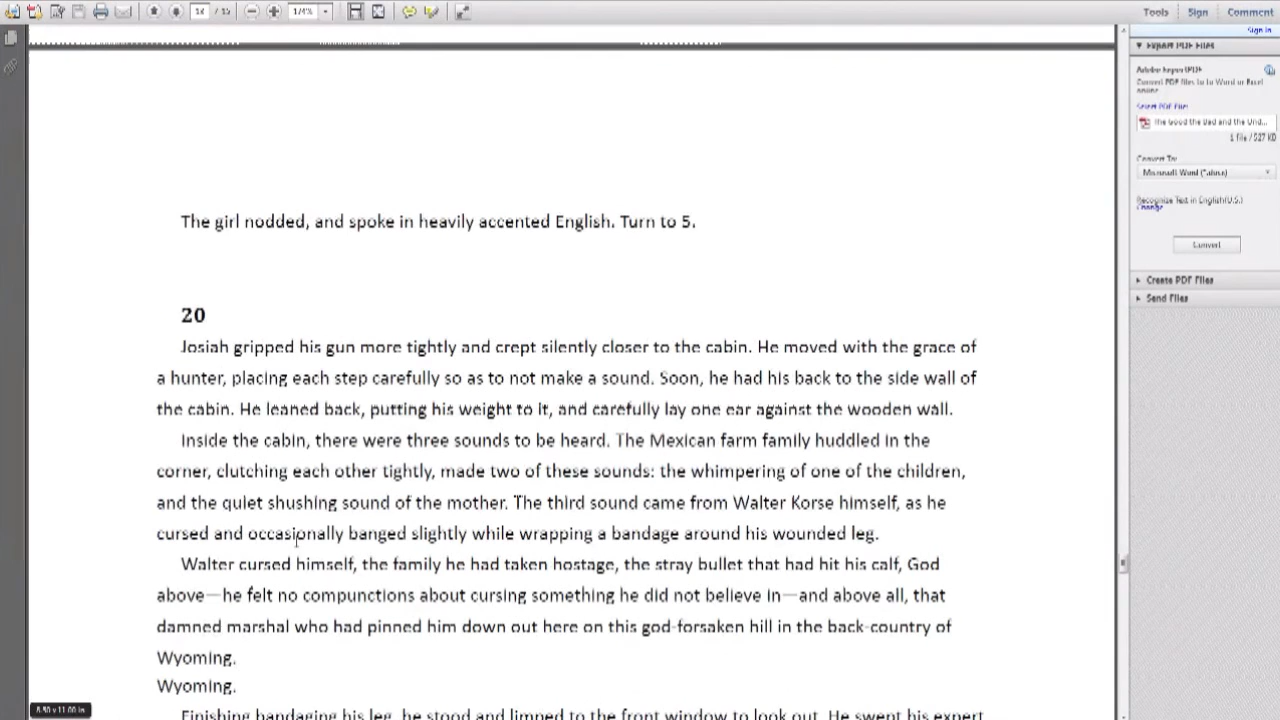 14 / 15
174%
Tools
Sign
Comment
Sign In
Export PDF Files
Adobe ExportPDF
Convert PDF files to Word or Excel
online
Select PDF File:
The Good the Bad and the Und...
1 file / 527 KB
Convert To:
Microsoft Word (*.docx)
Recognize Text in English(U.S.)
Change
Convert
Create PDF Files
Send Files
The girl nodded, and spoke in heavily accented English. Turn to 5.
20
Josiah gripped his gun more tightly and crept silently closer to the cabin. He moved with the grace of
a hunter, placing each step carefully so as to not make a sound. Soon, he had his back to the side wall of
the cabin. He leaned back, putting his weight to it, and carefully lay one ear against the wooden wall.
Inside the cabin, there were three sounds to be heard. The Mexican farm family huddled in the
corner, clutching each other tightly, made two of these sounds: the whimpering of one of the children,
and the quiet shushing sound of the mother. The third sound came from Walter Korse himself, as he
cursed and occasionally banged slightly while wrapping a bandage around his wounded leg.
Walter cursed himself, the family he had taken hostage, the stray bullet that had hit his calf, God
above—he felt no compunctions about cursing something he did not believe in—and above all, that
damned marshal who had pinned him down out here on this god-forsaken hill in the back-country of
Wyoming.
Wyoming.
Finishing bandaging his leg, he stood and limped to the front window to look out. He swept his expert
8.50 x 11.00 in